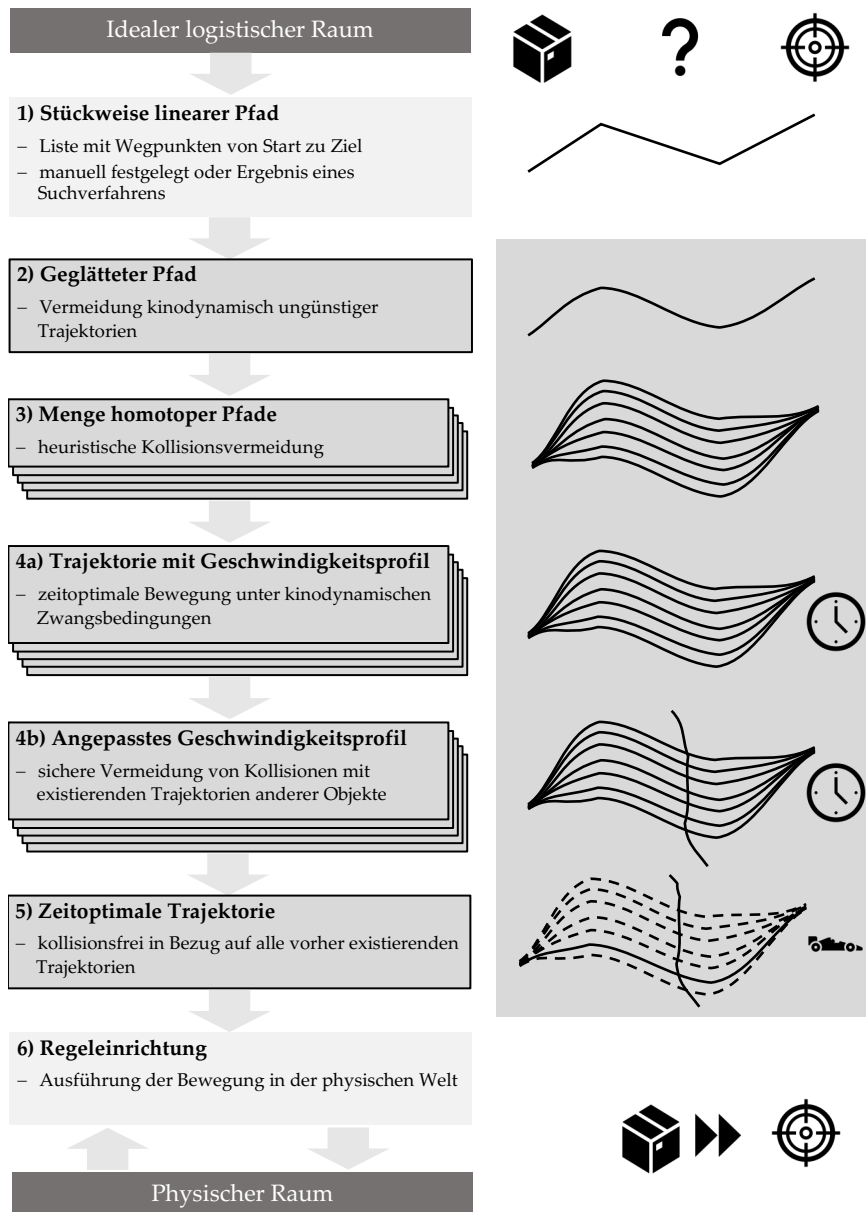 Idealer logistischer Raum
?
1) Stückweise linearer Pfad
– Liste mit Wegpunkten von Start zu Ziel
– manuell festgelegt oder Ergebnis eines
Suchverfahrens
2) Geglätteter Pfad
– Vermeidung kinodynamisch ungünstiger
Trajektorien
3) Menge homotoper Pfade
– heuristische Kollisionsvermeidung
4a) Trajektorie mit Geschwindigkeitsprofil
– zeitoptimale Bewegung unter kinodynamischen
Zwangsbedingungen
4b) Angepasstes Geschwindigkeitsprofil
– sichere Vermeidung von Kollisionen mit
existierenden Trajektorien anderer Objekte
5) Zeitoptimale Trajektorie
– kollisionsfrei in Bezug auf alle vorher existierenden
Trajektorien
6) Regeleinrichtung
– Ausführung der Bewegung in der physischen Welt
Physischer Raum